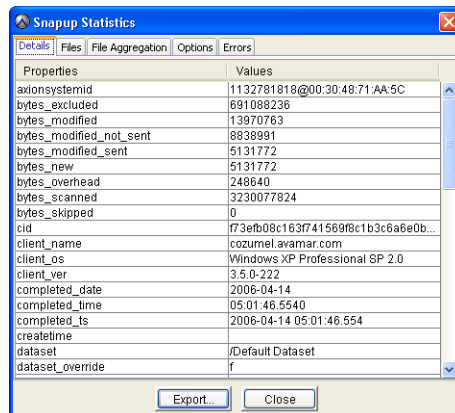 Snapup Statistics
Details Files File Aggregation Options Errors
Properties Values
axionsystemid 1132781818@00:30:48:71:AA:5C
bytes_excluded 691088236
bytes_modified 13970763
bytes_modified_not_sent 8838991
bytes_modified_sent 5131772
bytes_new 5131772
bytes_overhead 248640
bytes_scanned 3230077824
bytes_skipped 0
cid f73efb08c163f741569f8c1b3c6a6e0b...
client_name cozumel.avamar.com
client_os Windows XP Professional SP 2.0
client_ver 3.5.0-222
completed_date 2006-04-14
completed_time 05:01:46.5540
completed_ts 2006-04-14 05:01:46.554
createtime
dataset /Default Dataset
dataset_override f
Export... Close